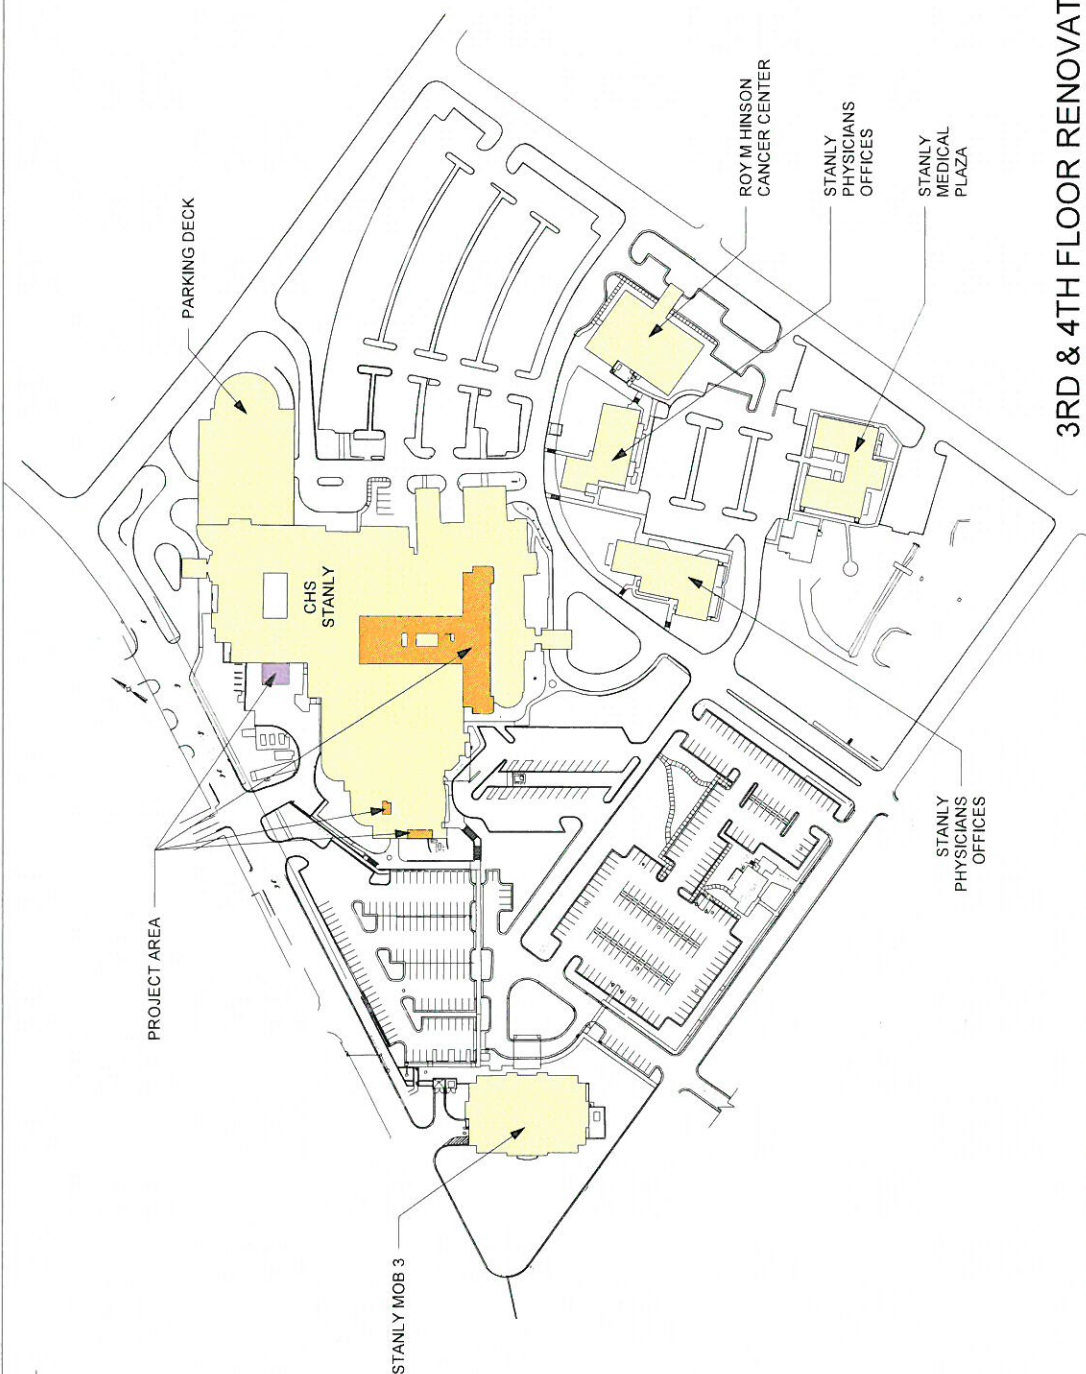 PROJECT AREA
PARKING DECK
CHS
STANLY
STANLY MOB 3
ROY M HINSON
CANCER CENTER
STANLY
PHYSICIANS
OFFICES
STANLY
MEDICAL
PLAZA
STANLY
PHYSICIANS
OFFICES
3RD & 4TH FLOOR RENOVAT